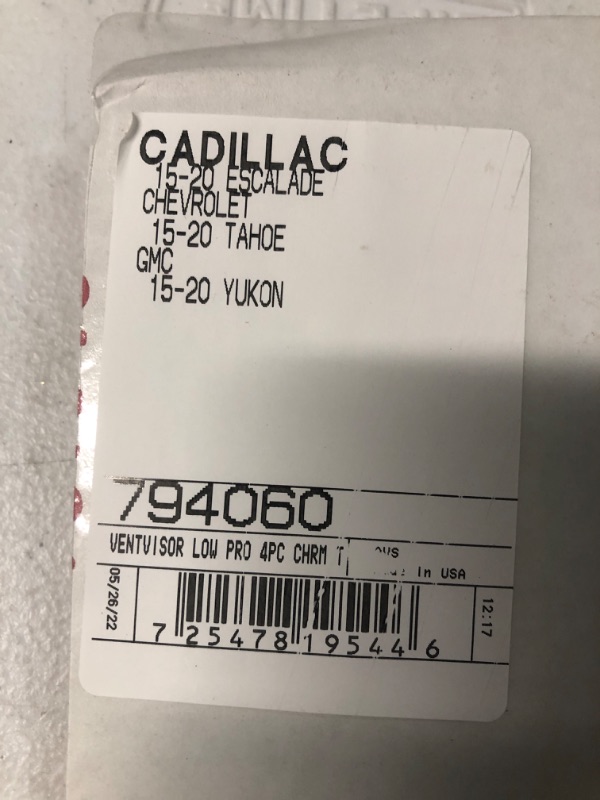 CADILLAC
15-20 ESCALADE
CHEVROLET
15-20 TAHOE
GMC
15-20 YUKON
794060
VENTVISOR LOW PRO 4PC CHRM
In USA
05/26/22
12:17
7 25478 19544 6